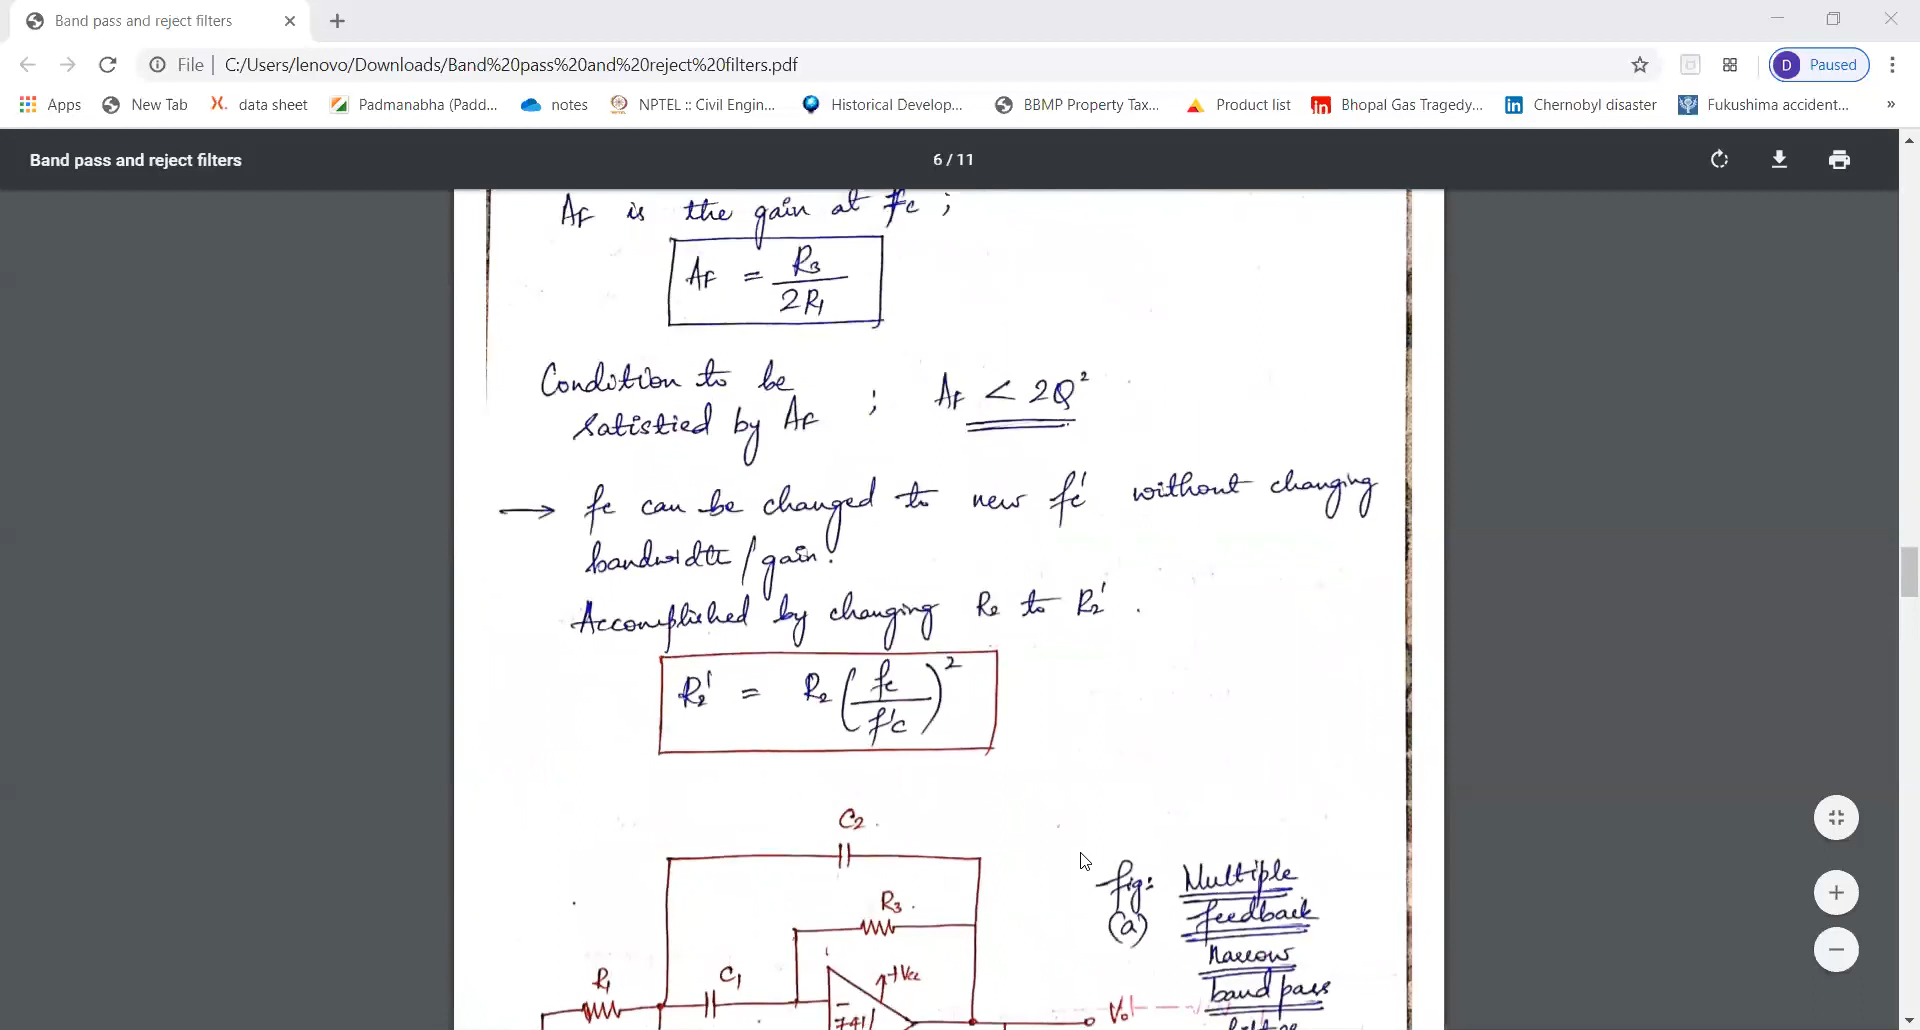 Band pass and reject filters
File | C:/Users/lenovo/Downloads/Band%20pass%20and%20reject%20filters.pdf
D Paused
Apps New Tab X. data sheet Padmanabha (Padd... notes NPTEL :: Civil Engin... Historical Develop... BBMP Property Tax... Product list Bhopal Gas Tragedy... Chernobyl disaster Fukushima accident... »
Band pass and reject filters 6 / 11
AF is the gain at fc ;
AF = R3 / 2R1
Condition to be
satisfied by AF ; AF < 2Q²
→ fc can be changed to new fc' without changing
bandwidth / gain.
Accomplished by changing R2 to R2' .
R2' = R2 (fc / f'c)²
C2
R3
R1 C1 +Vcc
−
741
Vo
fig: Multiple
(a) feedback
Narrow
band pass